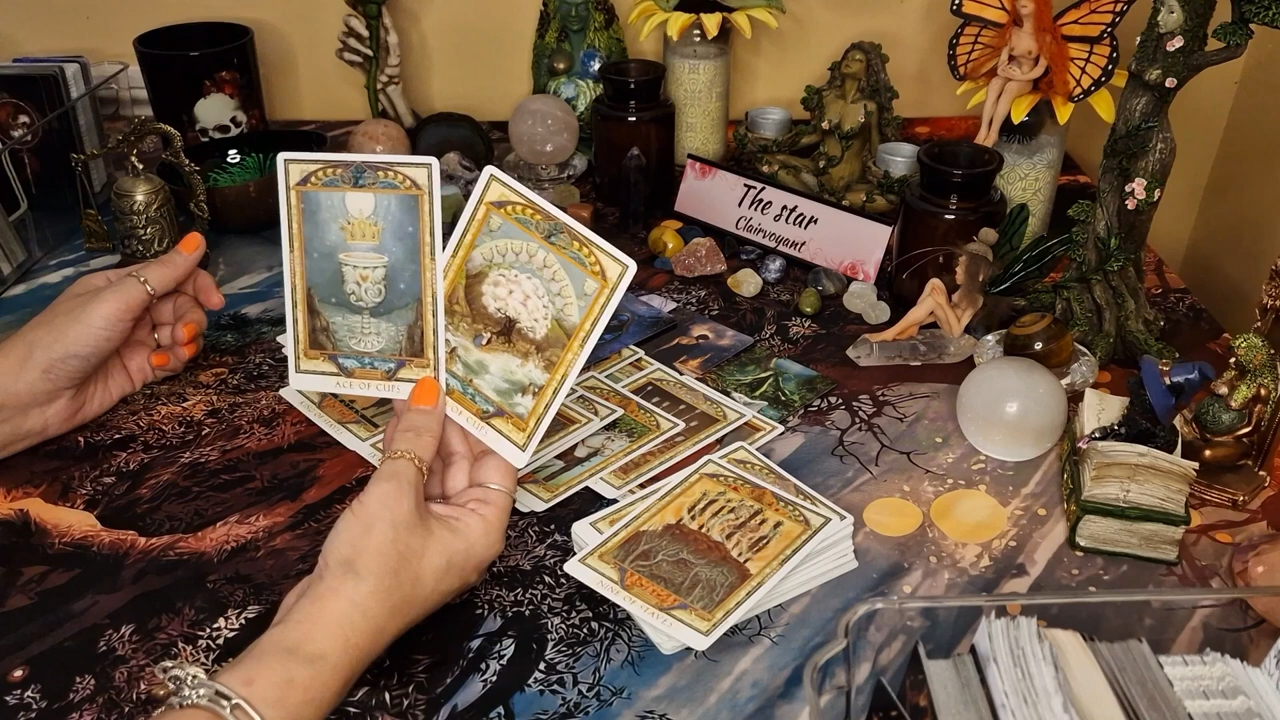 The star
Clairvoyant
ACE OF CUPS
OF CUPS
NINE OF STAVES